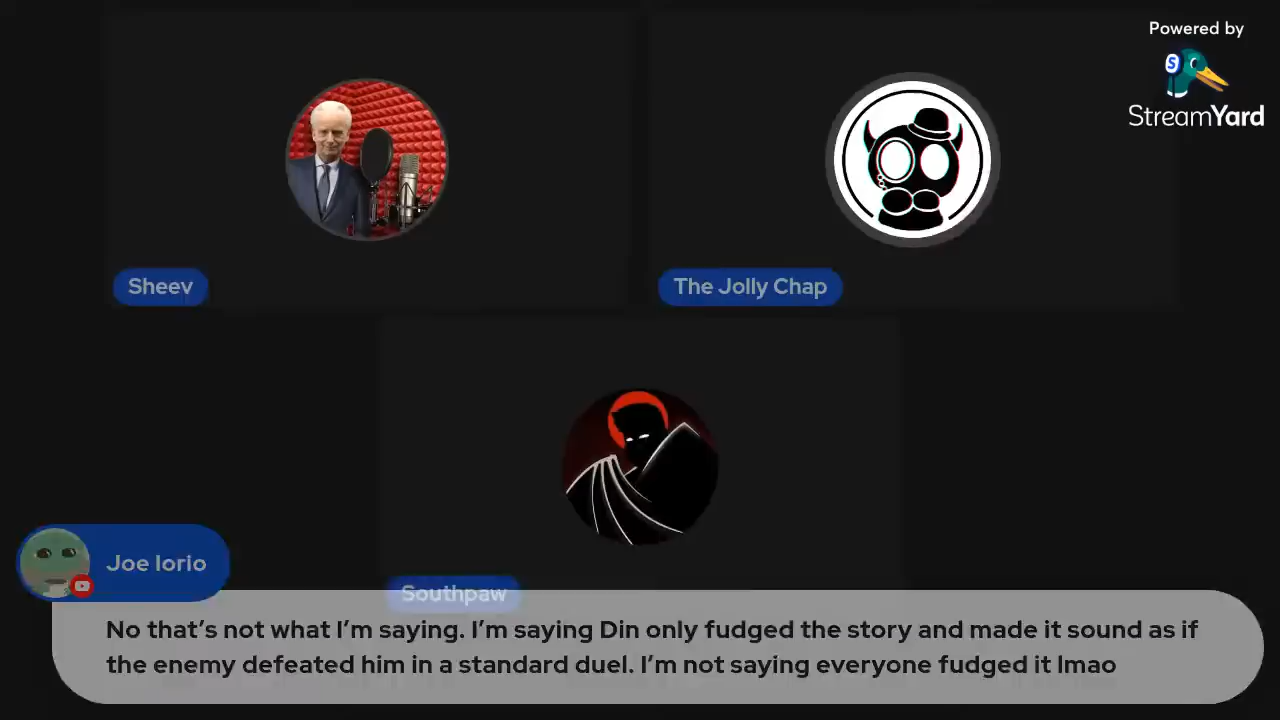 Powered by
S
StreamYard
Sheev
The Jolly Chap
Joe Iorio
Southpaw
No that’s not what I’m saying. I’m saying Din only fudged the story and made it sound as if
the enemy defeated him in a standard duel. I’m not saying everyone fudged it lmao